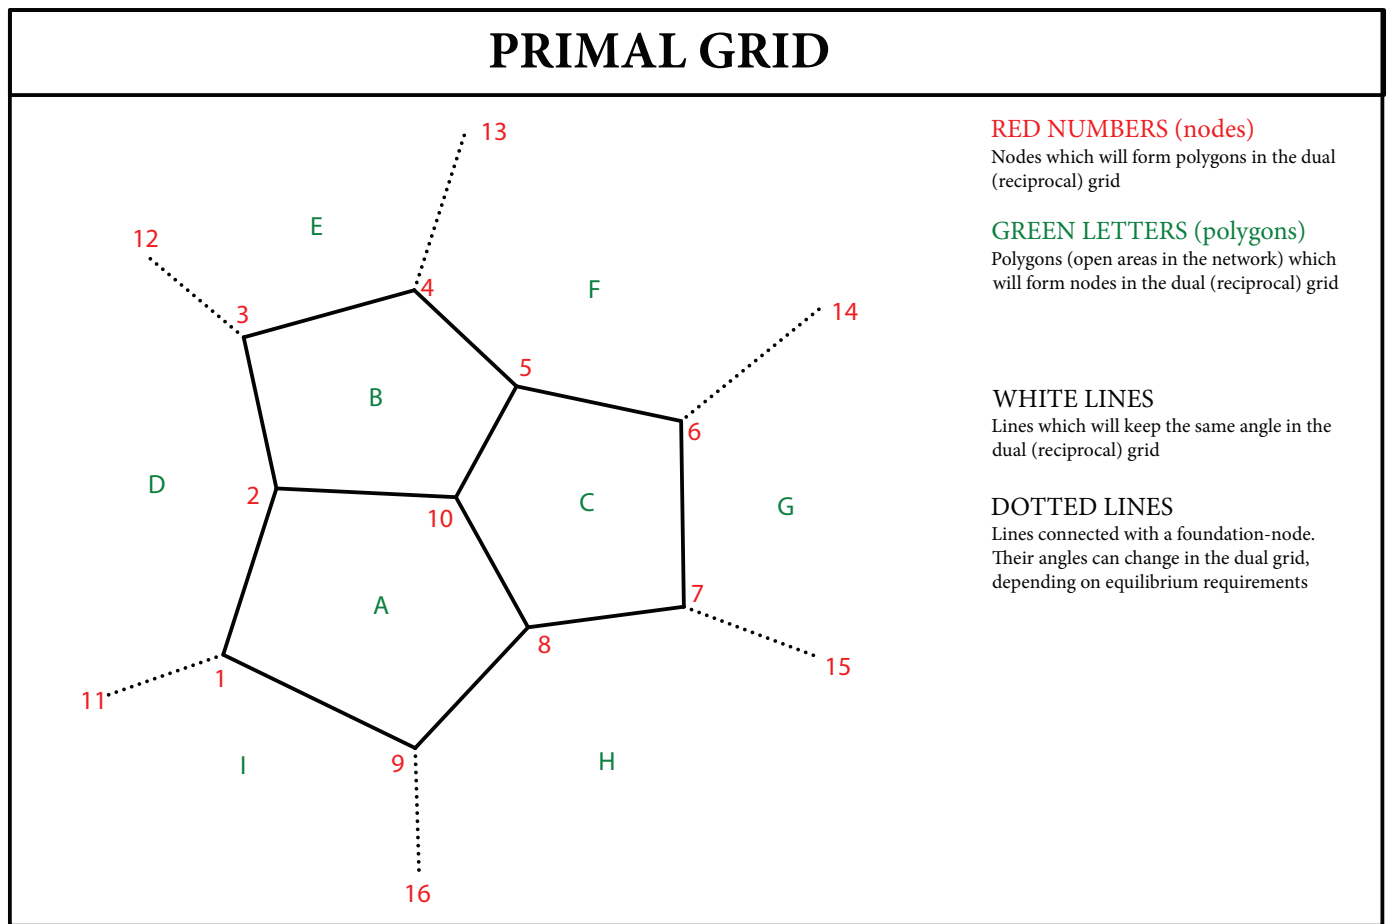 PRIMAL GRID
13
E
12
F
4
14
3
5
B
6
D
2
C
G
10
7
A
8
15
1
11
9
H
I
16
RED NUMBERS (nodes)
Nodes which will form polygons in the dual
(reciprocal) grid
GREEN LETTERS (polygons)
Polygons (open areas in the network) which
will form nodes in the dual (reciprocal) grid
WHITE LINES
Lines which will keep the same angle in the
dual (reciprocal) grid
DOTTED LINES
Lines connected with a foundation-node.
Their angles can change in the dual grid,
depending on equilibrium requirements